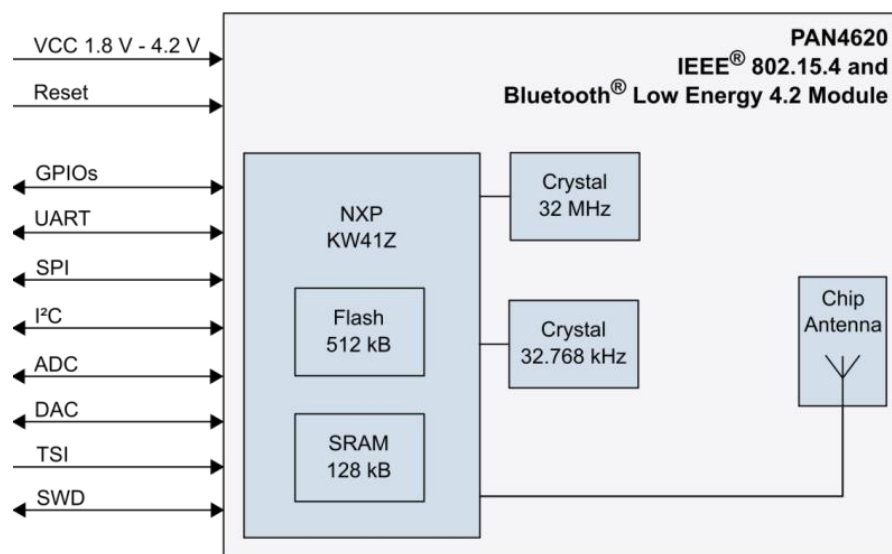 VCC 1.8 V - 4.2 V
Reset
GPIOs
UART
SPI
I²C
ADC
DAC
TSI
SWD
PAN4620
IEEE® 802.15.4 and
Bluetooth® Low Energy 4.2 Module
NXP
KW41Z
Flash
512 kB
SRAM
128 kB
Crystal
32 MHz
Crystal
32.768 kHz
Chip
Antenna